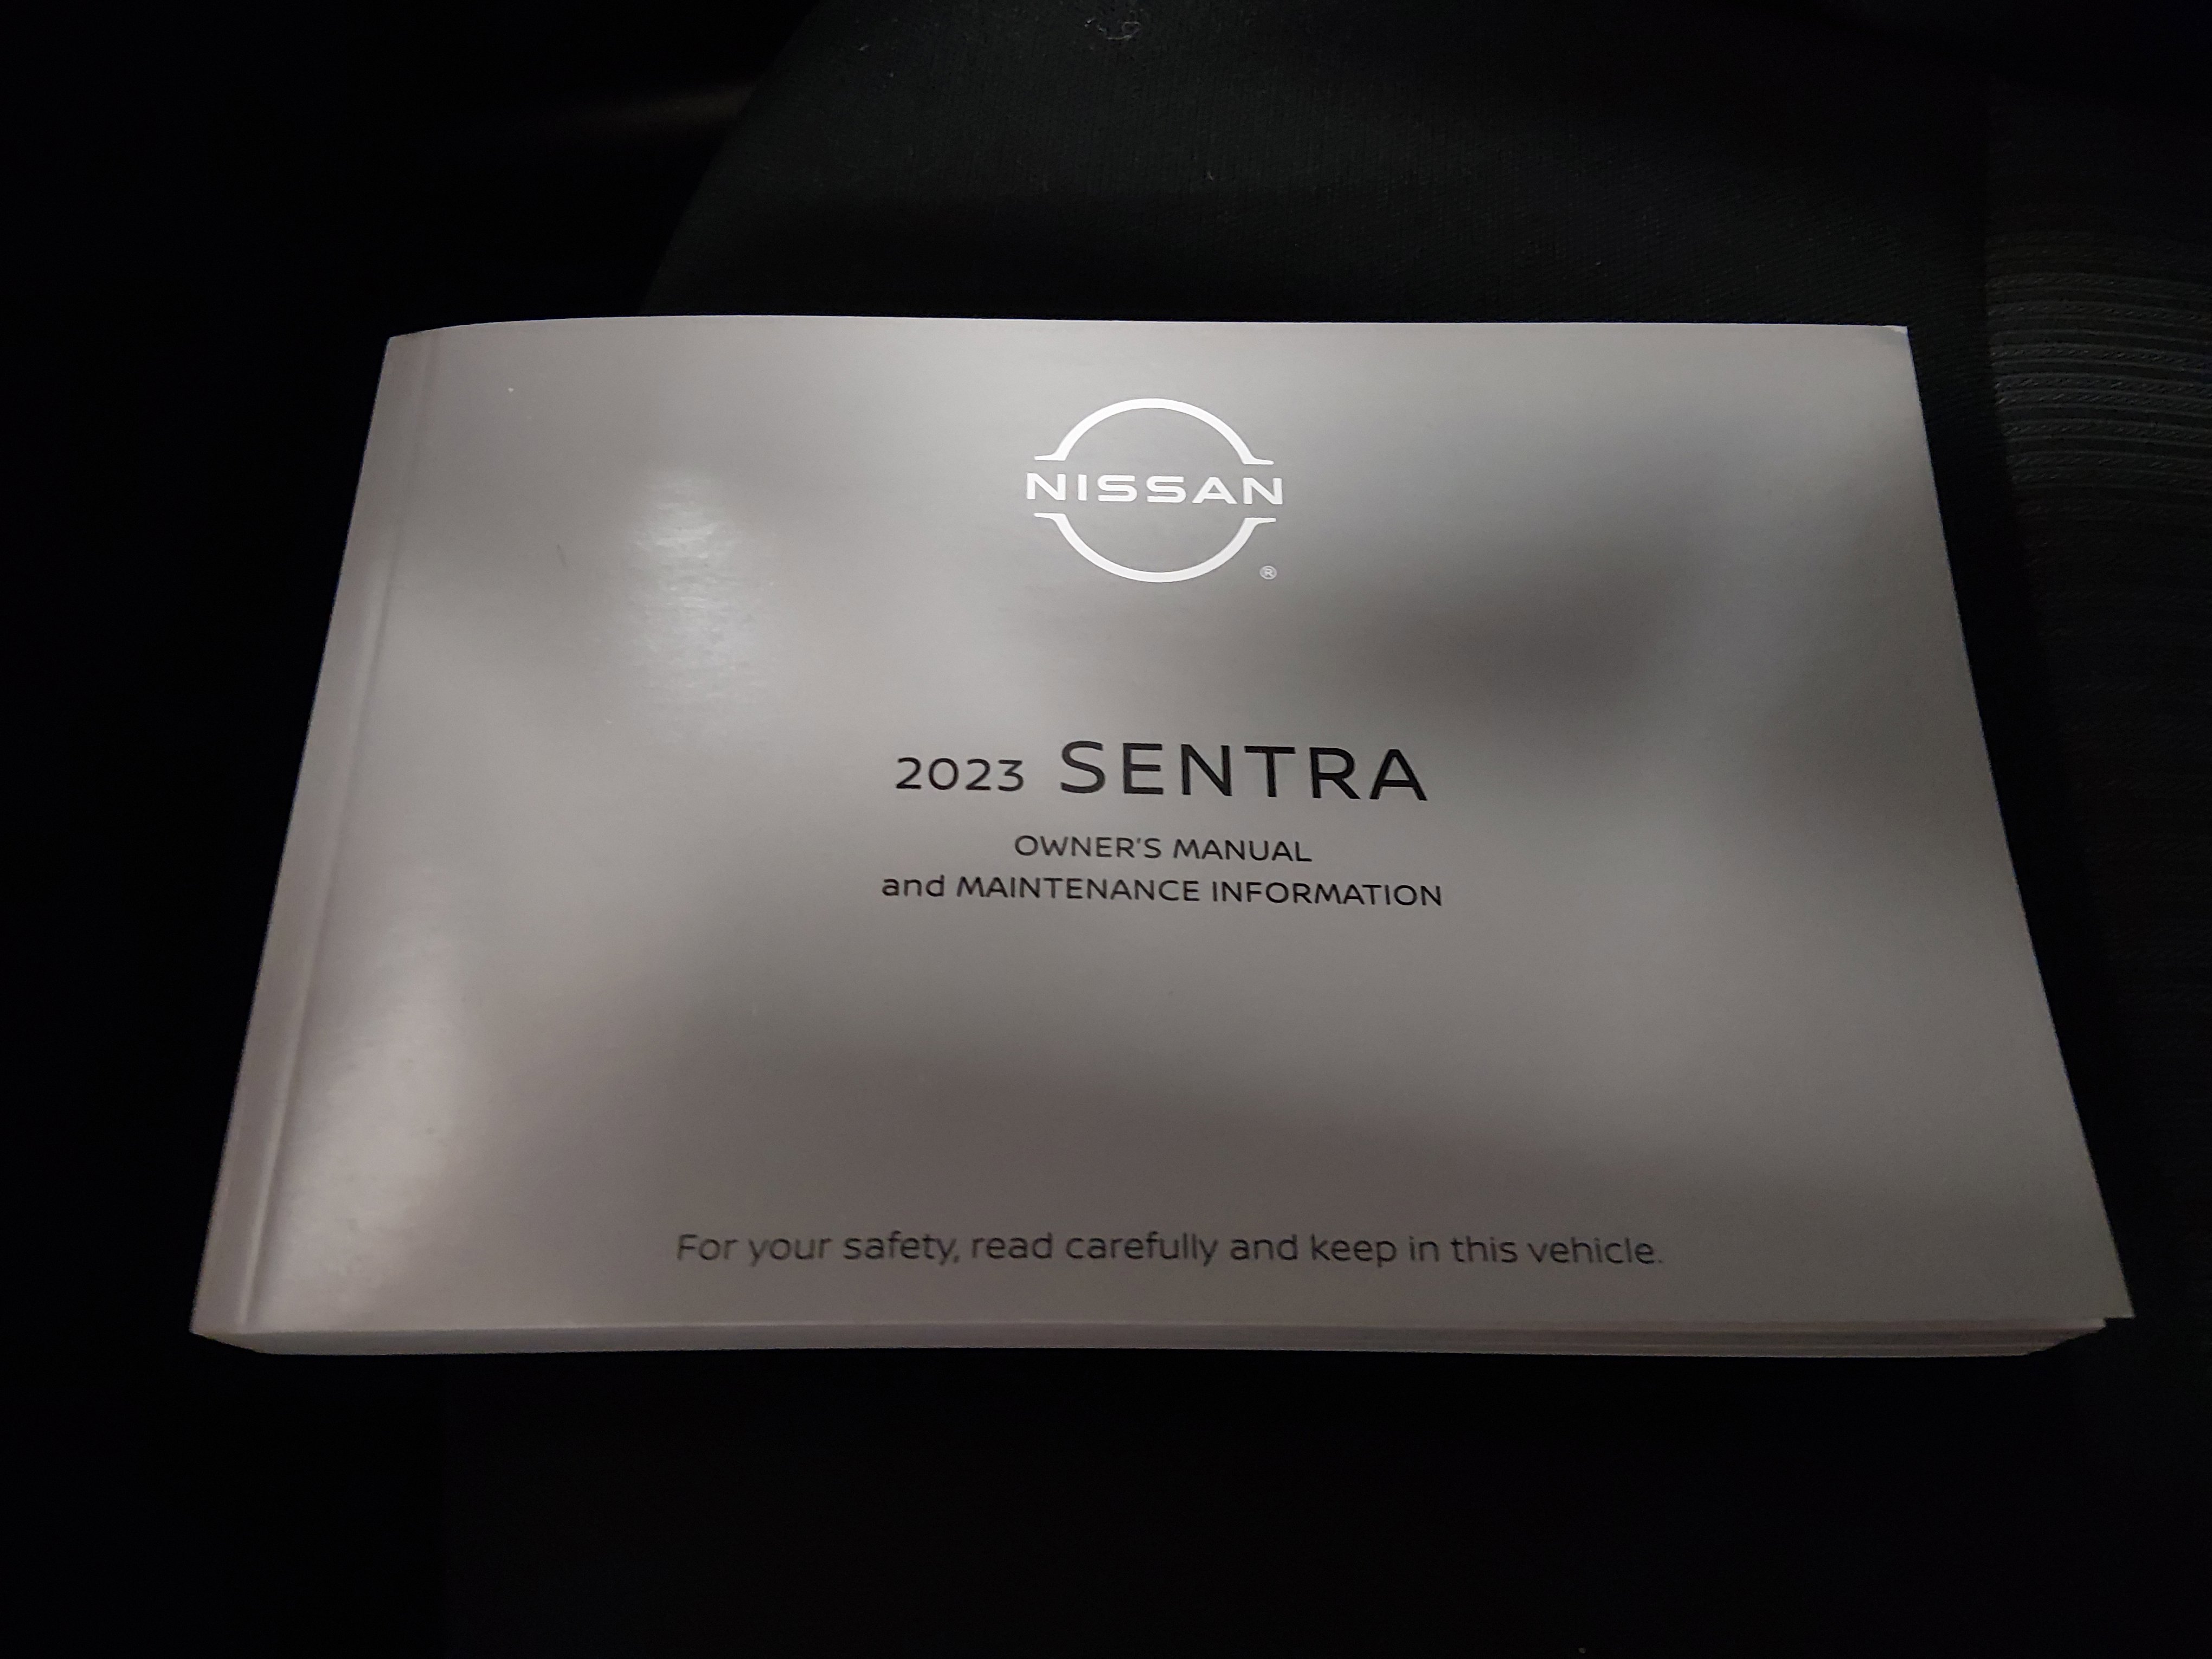 NISSAN
®
2023 SENTRA
OWNER'S MANUAL
and MAINTENANCE INFORMATION
For your safety, read carefully and keep in this vehicle.